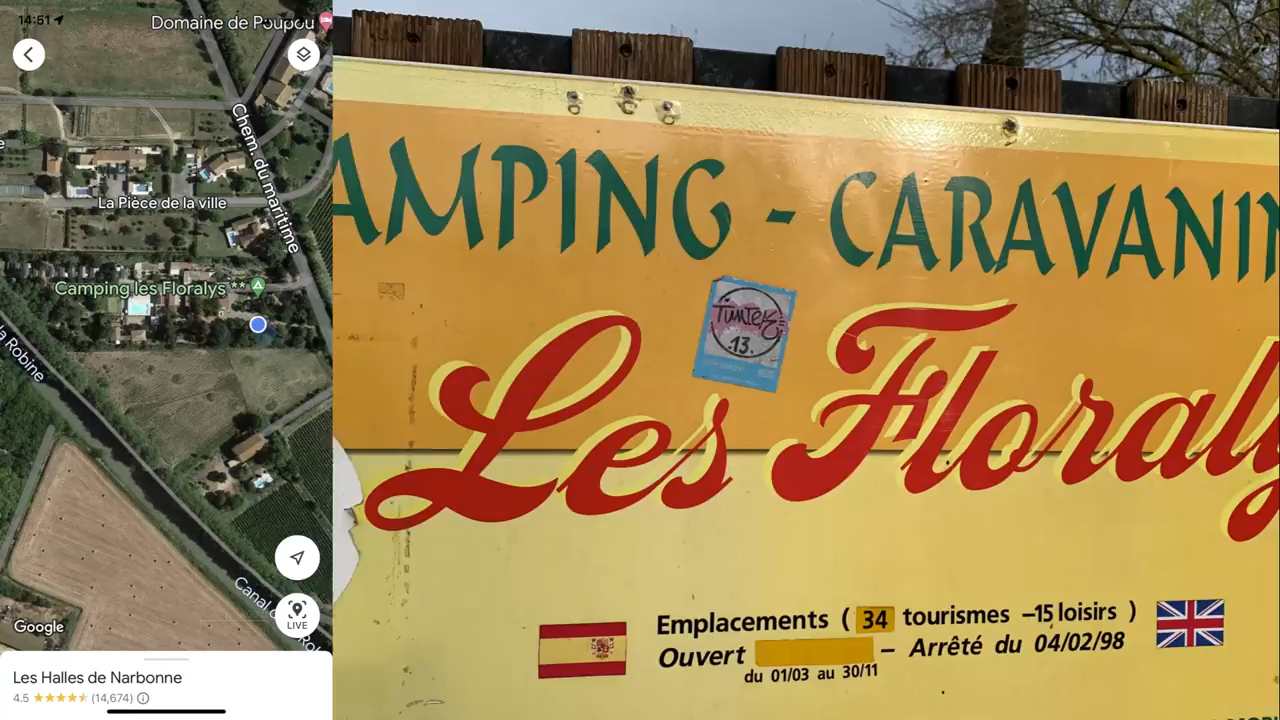 14:51
Domaine de Poupou
Chem. du maritime
La Pièce de la ville
Camping les Floralys **
la Robine
Canal
Google
LIVE
Les Halles de Narbonne
4.5 (14,674)
AMPING - CARAVANIN
TimTek
.13.
Les Floraly
Emplacements ( 34 tourismes –15 loisirs )
Ouvert – Arrêté du 04/02/98
du 01/03 au 30/11